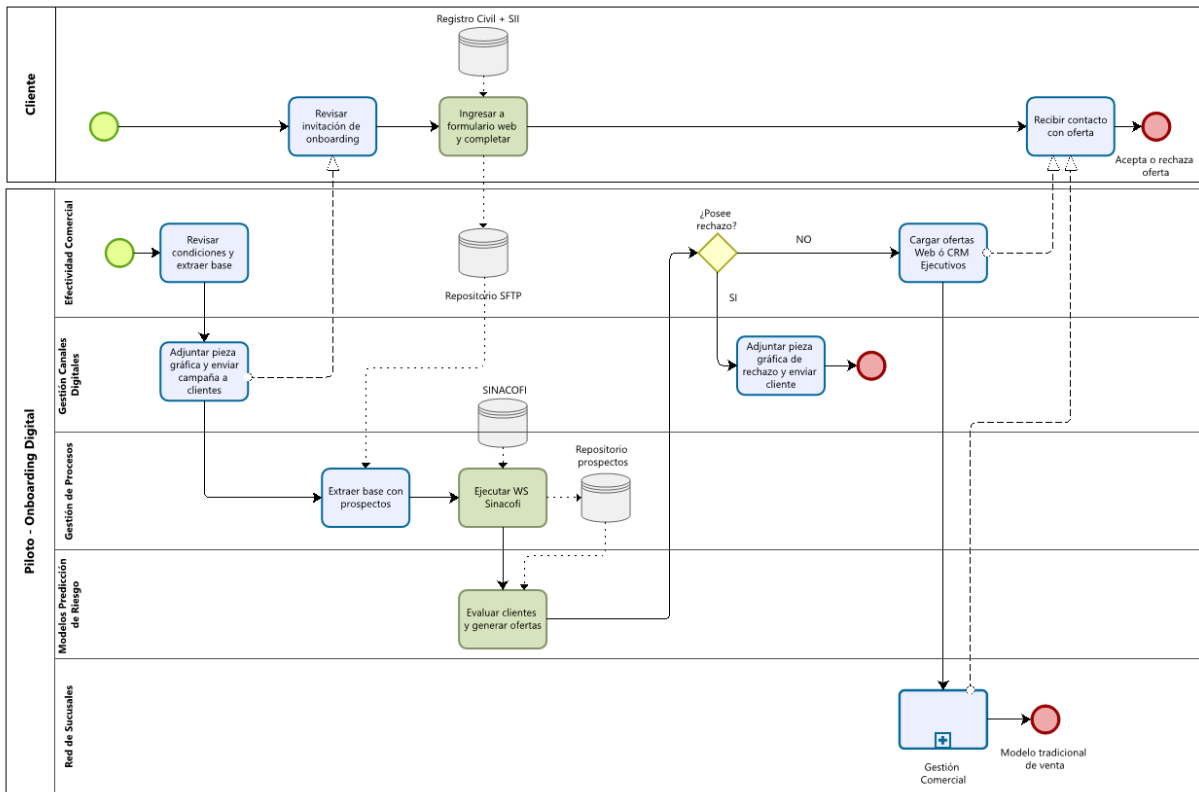 Registro Civil + SII
Cliente
Revisar
invitación de
onboarding
Ingresar a
formulario web
y completar
Recibir contacto
con oferta
Acepta o rechaza
oferta
Piloto - Onboarding Digital
Efectividad Comercial
Revisar
condiciones y
extraer base
Repositorio SFTP
¿Posee
rechazo?
NO
SI
Cargar ofertas
Web ó CRM
Ejecutivos
Gestión Canales
Digitales
Adjuntar pieza
gráfica y enviar
campaña a
clientes
Adjuntar pieza
gráfica de
rechazo y enviar
cliente
SINACOFI
Gestión de Procesos
Extraer base con
prospectos
Ejecutar WS
Sinacofi
Repositorio
prospectos
Modelos Predicción
de Riesgo
Evaluar clientes
y generar ofertas
Red de Sucusales
Gestión
Comercial
Modelo tradicional
de venta